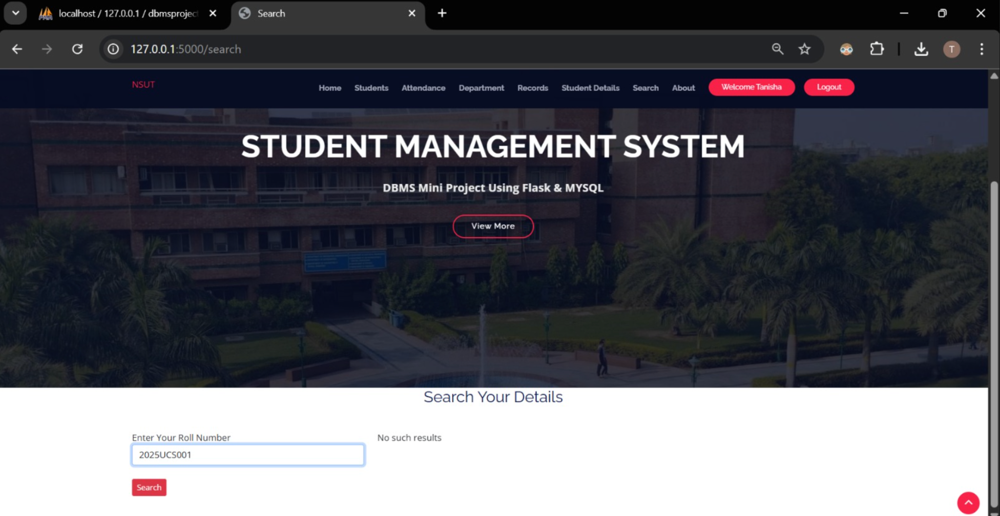 localhost / 127.0.0.1 / dbmsproject
Search
127.0.0.1:5000/search
T
NSUT
Home
Students
Attendance
Department
Records
Student Details
Search
About
Welcome Tanisha
Logout
STUDENT MANAGEMENT SYSTEM
DBMS Mini Project Using Flask & MYSQL
View More
Search Your Details
Enter Your Roll Number
No such results
2025UCS001
Search